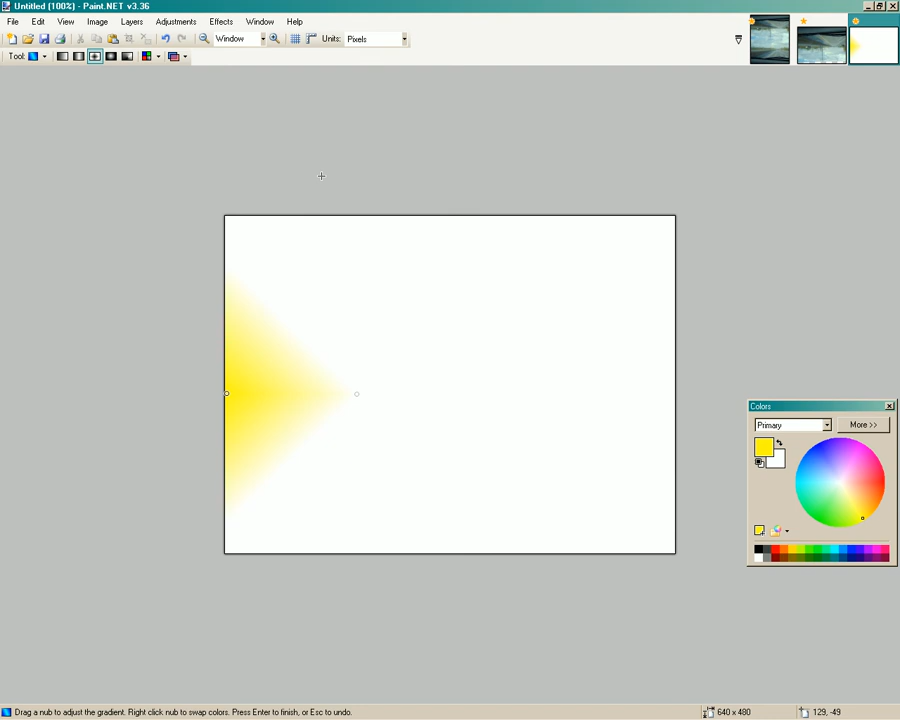 Untitled (100%) - Paint.NET v3.36
File Edit View Image Layers Adjustments Effects Window Help
Window Units: Pixels
Tool:
Colors
Primary More >>
Drag a nub to adjust the gradient. Right click nub to swap colors. Press Enter to finish, or Esc to undo. 640 x 480 129, -49